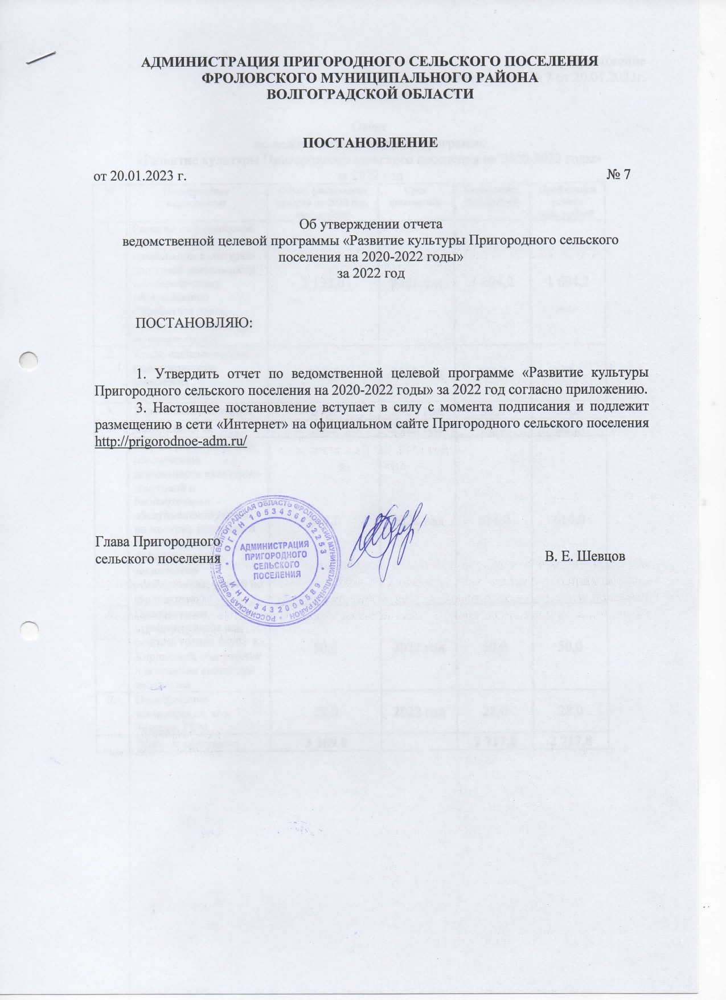 АДМИНИСТРАЦИЯ ПРИГОРОДНОГО СЕЛЬСКОГО ПОСЕЛЕНИЯ
ФРОЛОВСКОГО МУНИЦИПАЛЬНОГО РАЙОНА
ВОЛГОГРАДСКОЙ ОБЛАСТИ
ПОСТАНОВЛЕНИЕ
от 20.01.2023 г. № 7
Об утверждении отчета
ведомственной целевой программы «Развитие культуры Пригородного сельского
поселения на 2020-2022 годы»
за 2022 год
ПОСТАНОВЛЯЮ:
1. Утвердить отчет по ведомственной целевой программе «Развитие культуры
Пригородного сельского поселения на 2020-2022 годы» за 2022 год согласно приложению.
3. Настоящее постановление вступает в силу с момента подписания и подлежит
размещению в сети «Интернет» на официальном сайте Пригородного сельского поселения
http://prigorodnoe-adm.ru/
Глава Пригородного
сельского поселения В. Е. Шевцов
РОССИЙСКАЯ ФЕДЕРАЦИЯ ВОЛГОГРАДСКАЯ ОБЛАСТЬ ФРОЛОВСКИЙ МУНИЦИПАЛЬНЫЙ РАЙОН
ОГРН 1053456052253
ИНН 3432000589
АДМИНИСТРАЦИЯ
ПРИГОРОДНОГО
СЕЛЬСКОГО
ПОСЕЛЕНИЯ